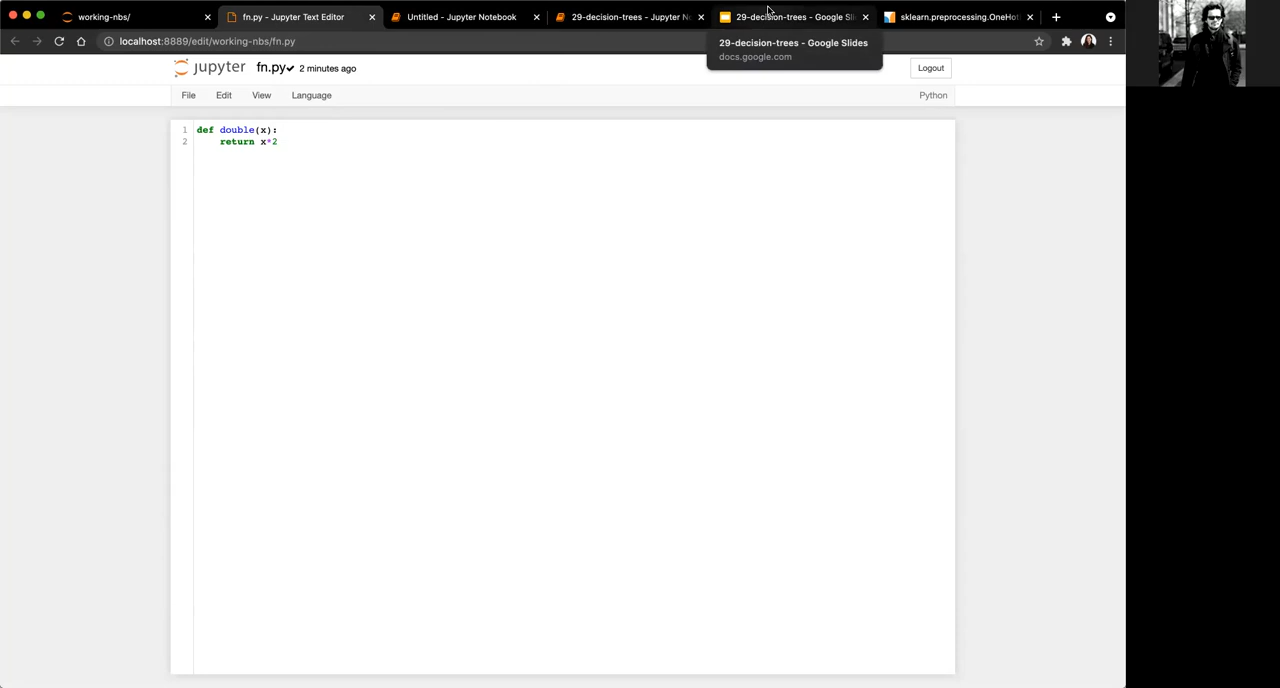 working-nbs/
fn.py - Jupyter Text Editor
Untitled - Jupyter Notebook
29-decision-trees - Jupyter N
29-decision-trees - Google Sli
sklearn.preprocessing.OneHot
localhost:8889/edit/working-nbs/fn.py
29-decision-trees - Google Slides
docs.google.com
jupyter fn.py 2 minutes ago
Logout
File Edit View Language
Python
1 def double(x):
2 return x*2